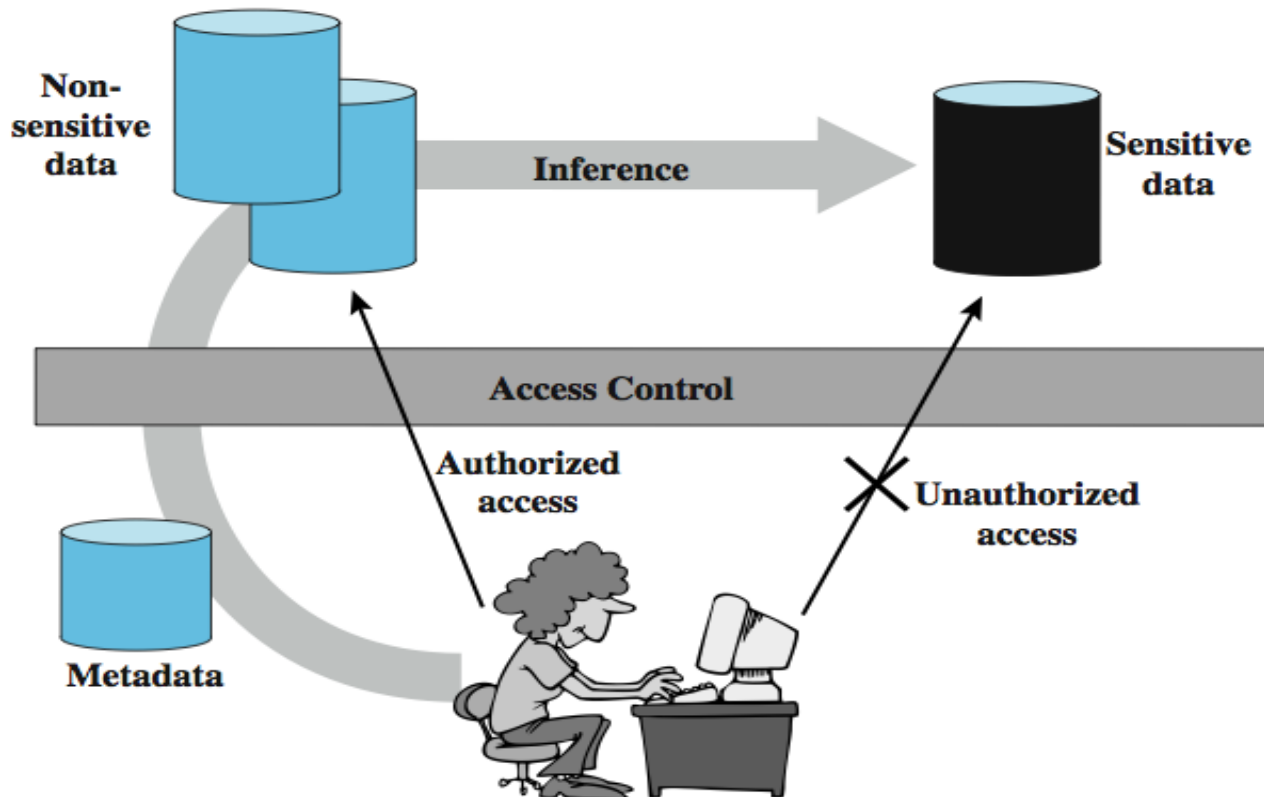 Non-
sensitive
data
Inference
Sensitive
data
Access Control
Authorized
access
Unauthorized
access
Metadata